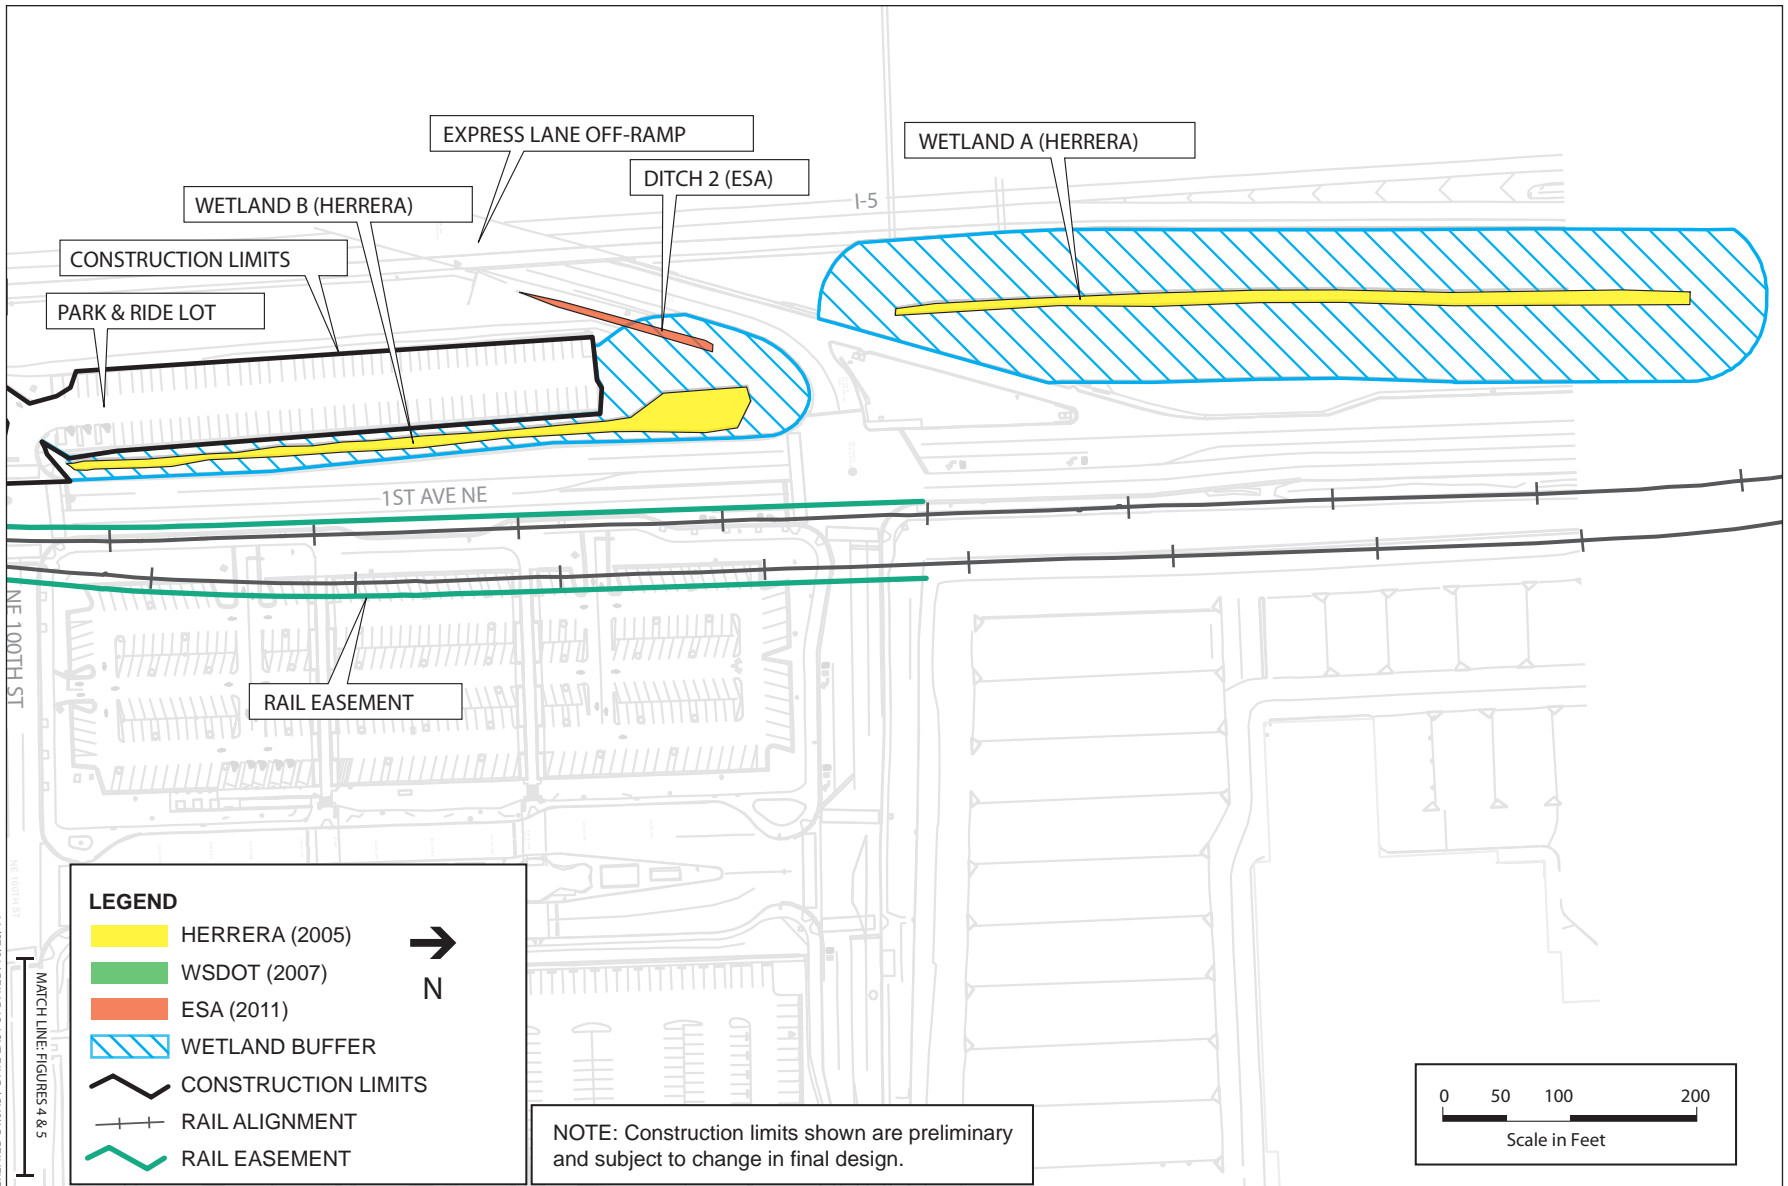 EXPRESS LANE OFF-RAMP
WETLAND A (HERRERA)
DITCH 2 (ESA)
WETLAND B (HERRERA)
I-5
CONSTRUCTION LIMITS
PARK & RIDE LOT
1ST AVE NE
NE 100TH ST
RAIL EASEMENT
NE 100TH ST
LEGEND
HERRERA (2005)
WSDOT (2007)
ESA (2011)
WETLAND BUFFER
CONSTRUCTION LIMITS
RAIL ALIGNMENT
RAIL EASEMENT
N
MATCH LINE: FIGURES 4 & 5
NOTE: Construction limits shown are preliminary
and subject to change in final design.
0 50 100 200
Scale in Feet